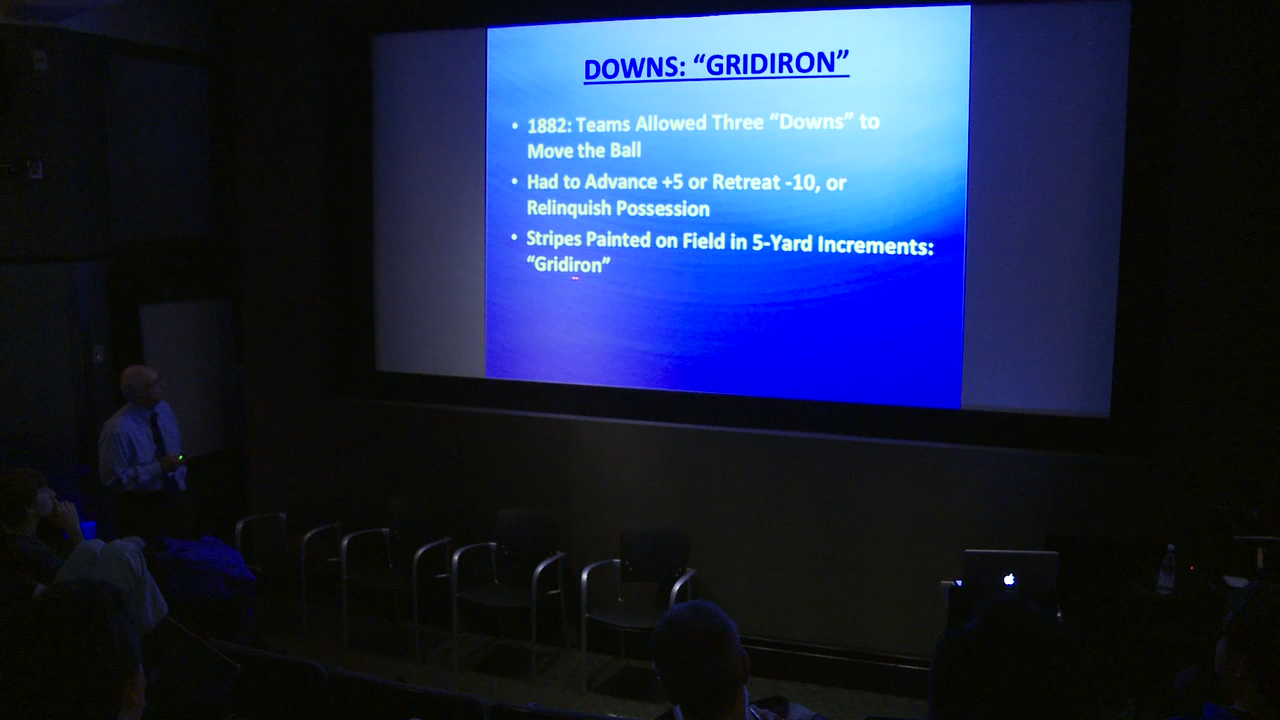 DOWNS: “GRIDIRON”
• 1882: Teams Allowed Three “Downs” to
Move the Ball
• Had to Advance +5 or Retreat -10, or
Relinquish Possession
• Stripes Painted on Field in 5-Yard Increments:
“Gridiron”